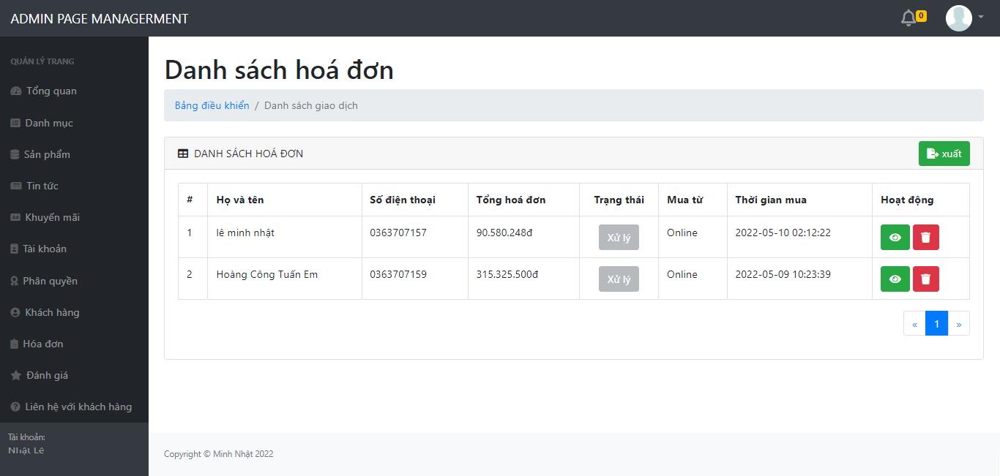 ADMIN PAGE MANAGERMENT
0
QUẢN LÝ TRANG
Tổng quan
Danh mục
Sản phẩm
Tin tức
Khuyến mãi
Tài khoản
Phân quyền
Khách hàng
Hóa đơn
Đánh giá
Liên hệ với khách hàng
Tài khoản:
Nhật Lê
Danh sách hoá đơn
Bảng điều khiển / Danh sách giao dịch
DANH SÁCH HOÁ ĐƠN xuất
# Họ và tên Số điện thoại Tổng hoá đơn Trạng thái Mua từ Thời gian mua Hoạt động
1 lê minh nhật 0363707157 90.580.248đ Xử lý Online 2022-05-10 02:12:22
2 Hoàng Công Tuấn Em 0363707159 315.325.500đ Xử lý Online 2022-05-09 10:23:39
« 1 »
Copyright © Minh Nhật 2022